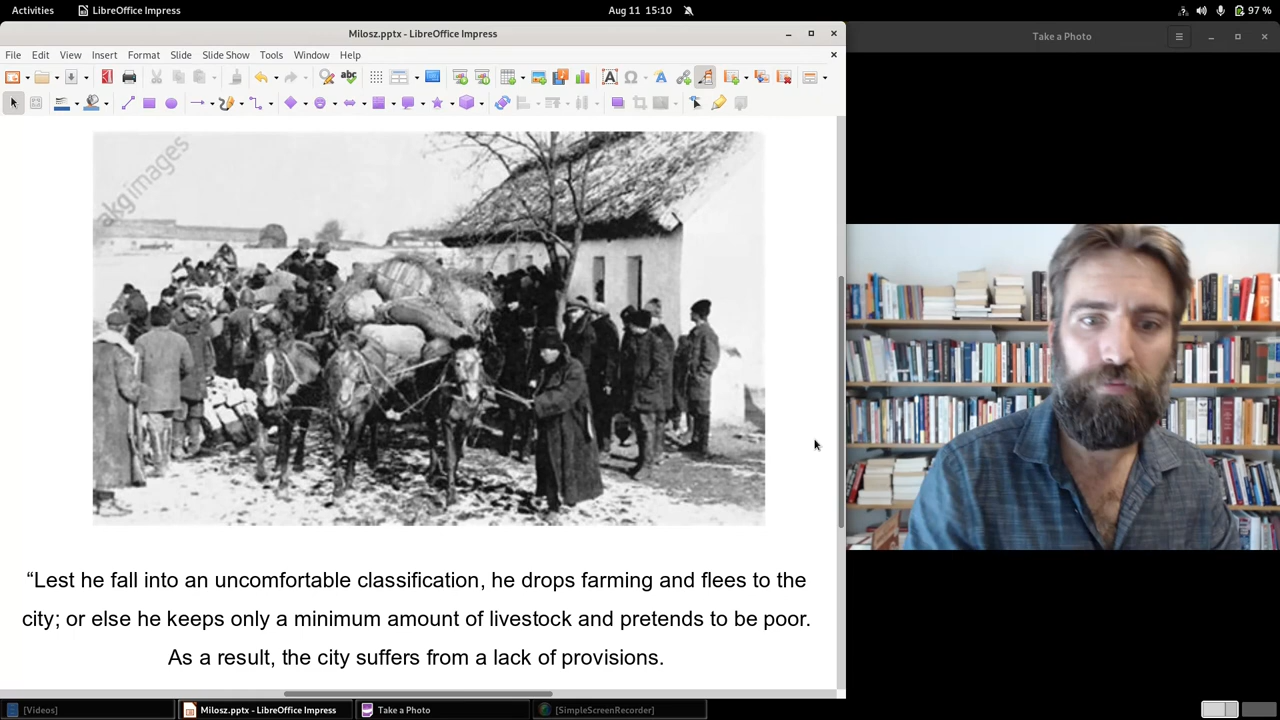 Activities
LibreOffice Impress
Aug 11 15:10
97 %
Milosz.pptx - LibreOffice Impress
Take a Photo
File Edit View Insert Format Slide Slide Show Tools Window Help
akgimages
“Lest he fall into an uncomfortable classification, he drops farming and flees to the
city; or else he keeps only a minimum amount of livestock and pretends to be poor.
As a result, the city suffers from a lack of provisions.
[Videos]
Milosz.pptx - LibreOffice Impress
Take a Photo
[SimpleScreenRecorder]